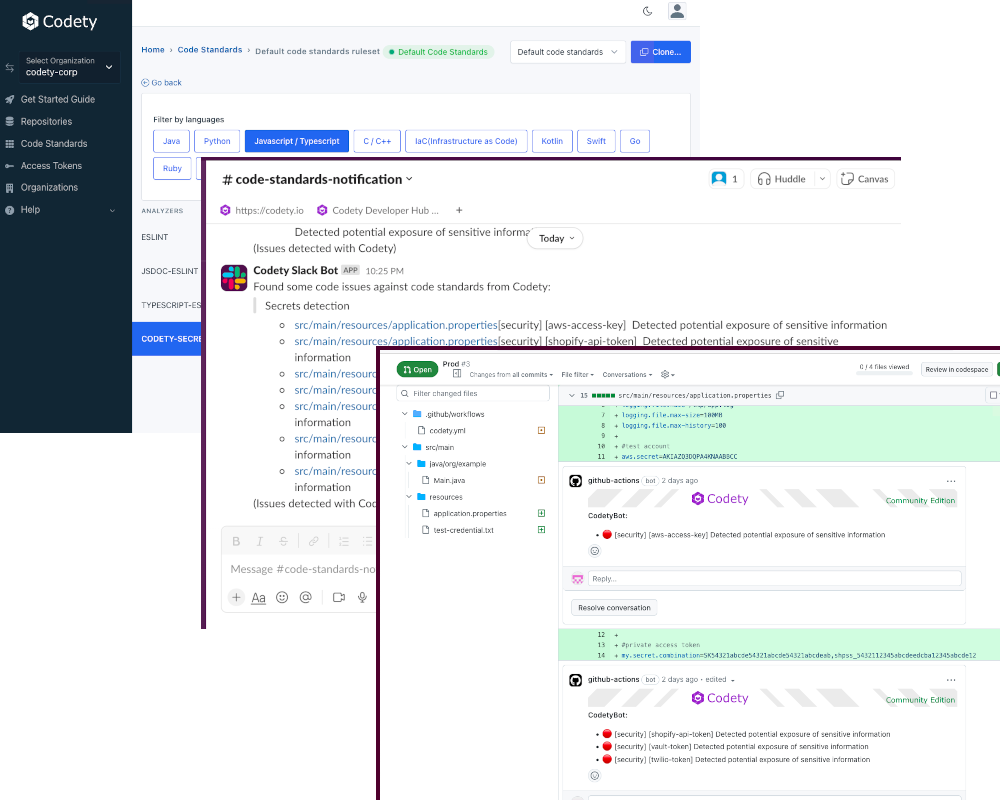 Codety
Select Organization
codety-corp
Get Started Guide
Repositories
Code Standards
Access Tokens
Organizations
Help
Home › Code Standards › Default code standards ruleset Default Code Standards
Default code standards
Clone...
Go back
Filter by languages
Java Python Javascript / Typescript C / C++ IaC(Infrastructure as Code) Kotlin Swift Go
Ruby
ANALYZERS
ESLINT
JSDOC-ESLINT
TYPESCRIPT-ES
CODETY-SECRE
# code-standards-notification
1 Huddle Canvas
https://codety.io Codety Developer Hub ... +
Detected potential exposure of sensitive informa
Today
(Issues detected with Codety)
Codety Slack Bot APP 10:25 PM
Found some code issues against code standards from Codety:
Secrets detection
src/main/resources/application.properties[security] [aws-access-key] Detected potential exposure of sensitive information
src/main/resources/application.properties[security] [shopify-api-token] Detected potential exposure of sensitive
information
src/main/resourc
src/main/resourc
information
src/main/resourc
information
src/main/resourc
information
src/main/resourc
information
(Issues detected with Cod
B I S
Message #code-standards-no
+ Aa @
Open
Prod #3
Changes from all commits File filter Conversations
0 / 4 files viewed
Review in codespace
Filter changed files
.github/workflows
codety.yml
src/main
java/org/example
Main.java
resources
application.properties
test-credential.txt
15 src/main/resources/application.properties
7 + logging.file.max-size=100MB
8 + logging.file.max-history=100
9 +
10 + #test account
11 + aws.secret=AKIAZQ3DQPA4KNAABBCC
github-actions bot 2 days ago ...
Codety
Community Edition
CodetyBot:
[security] [aws-access-key] Detected potential exposure of sensitive information
Reply...
Resolve conversation
12 +
13 + #private access token
14 + my.secret.combination=SK54321abcde54321abcde54321abcdeab,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
github-actions bot 2 days ago • edited ...
Codety
Community Edition
CodetyBot:
[security] [shopify-api-token] Detected potential exposure of sensitive information
[security] [vault-token] Detected potential exposure of sensitive information
[security] [twilio-token] Detected potential exposure of sensitive information